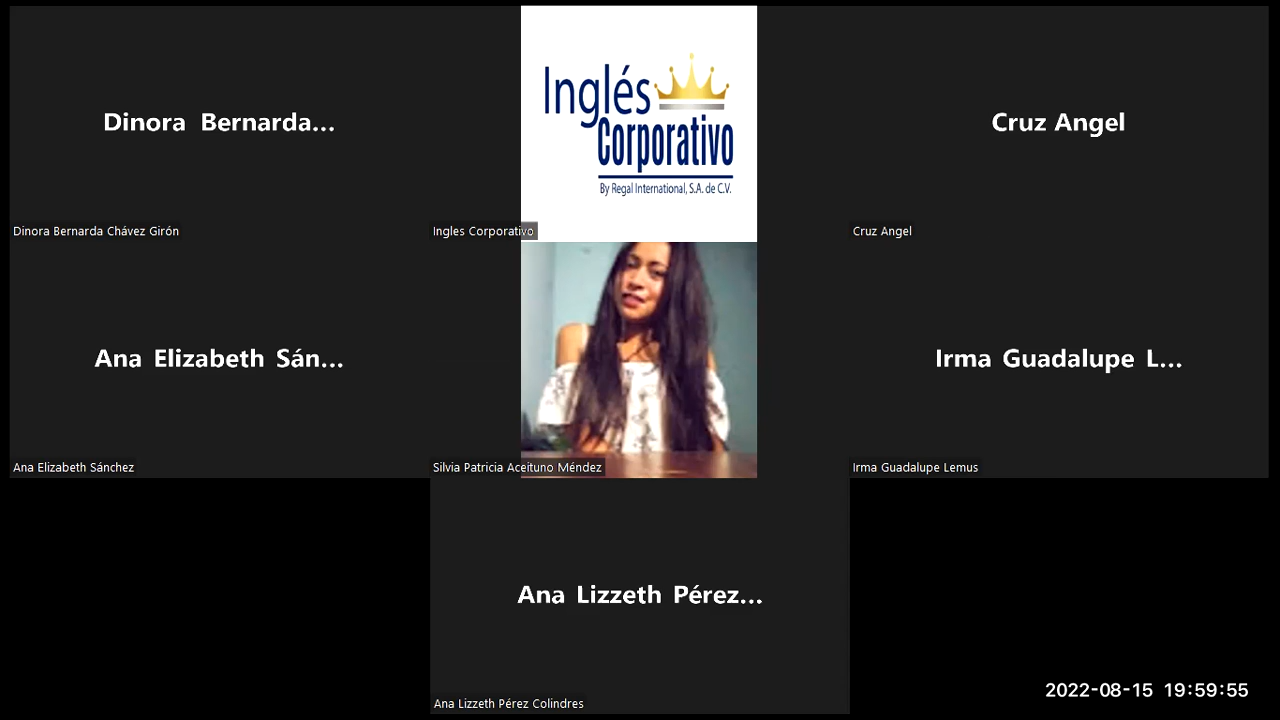 Dinora Bernarda...
Inglés
Corporativo
By Regal International, S.A. de C.V.
Cruz Angel
Dinora Bernarda Chávez Girón
Ingles Corporativo
Cruz Angel
Ana Elizabeth Sán...
Irma Guadalupe L...
Ana Elizabeth Sánchez
Silvia Patricia Aceituno Méndez
Irma Guadalupe Lemus
Ana Lizzeth Pérez...
Ana Lizzeth Pérez Colindres
2022-08-15 19:59:55